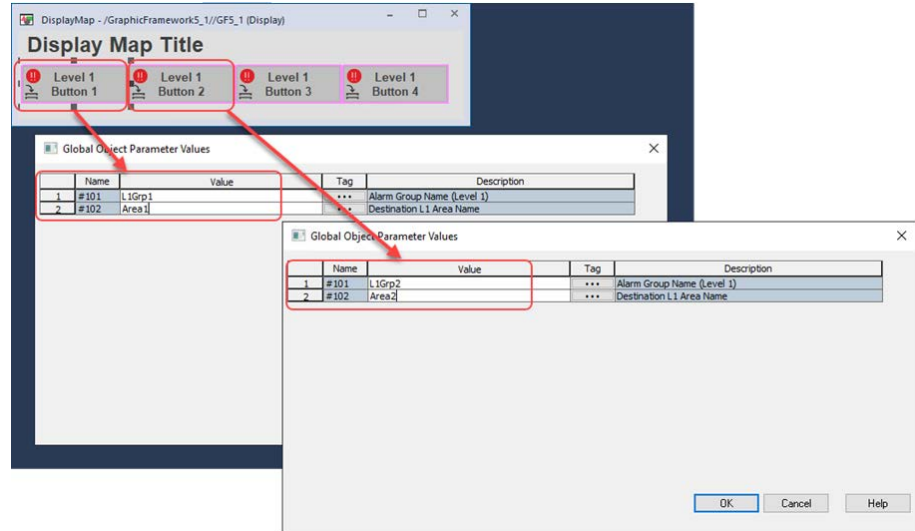 DisplayMap - /GraphicFramework5_1//GF5_1 (Display)
Display Map Title
Level 1 Level 1 Level 1 Level 1
Button 1 Button 2 Button 3 Button 4
Global Object Parameter Values
Name Value Tag Description
1 #101 L1Grp1 ... Alarm Group Name (Level 1)
2 #102 Area1 ... Destination L1 Area Name
Global Object Parameter Values
Name Value Tag Description
1 #101 L1Grp2 ... Alarm Group Name (Level 1)
2 #102 Area2 ... Destination L1 Area Name
OK Cancel Help